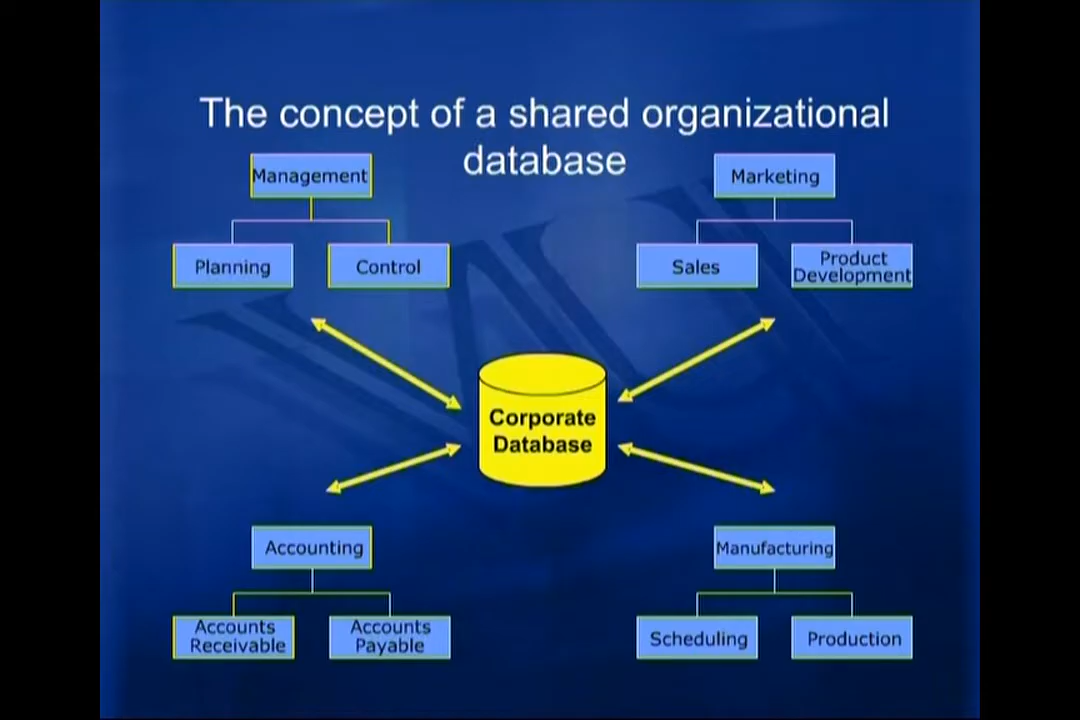 The concept of a shared organizational
database
Management
Marketing
Planning
Control
Sales
Product
Development
Corporate
Database
Accounting
Manufacturing
Accounts
Receivable
Accounts
Payable
Scheduling
Production